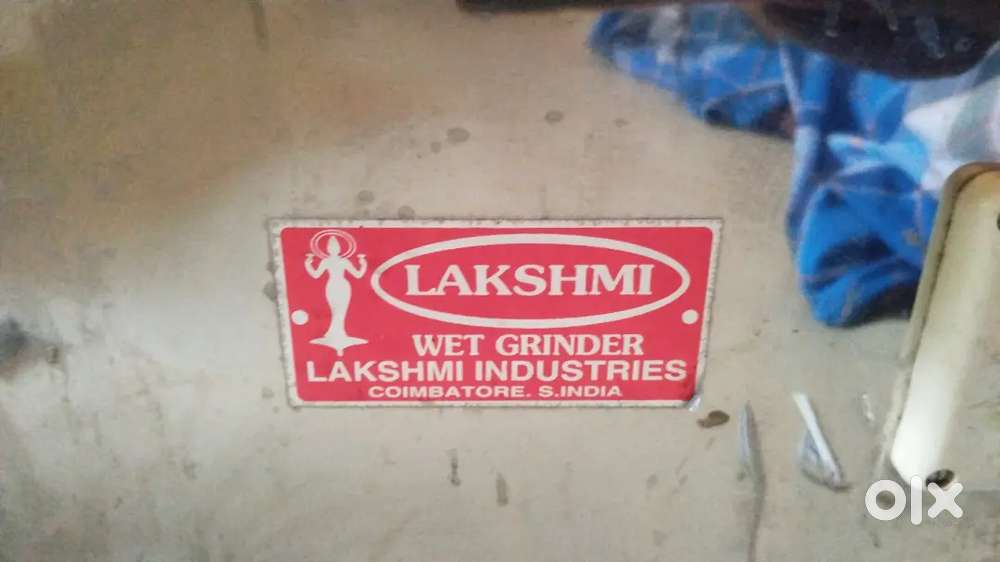 LAKSHMI
WET GRINDER
LAKSHMI INDUSTRIES
COIMBATORE. S.INDIA
olx